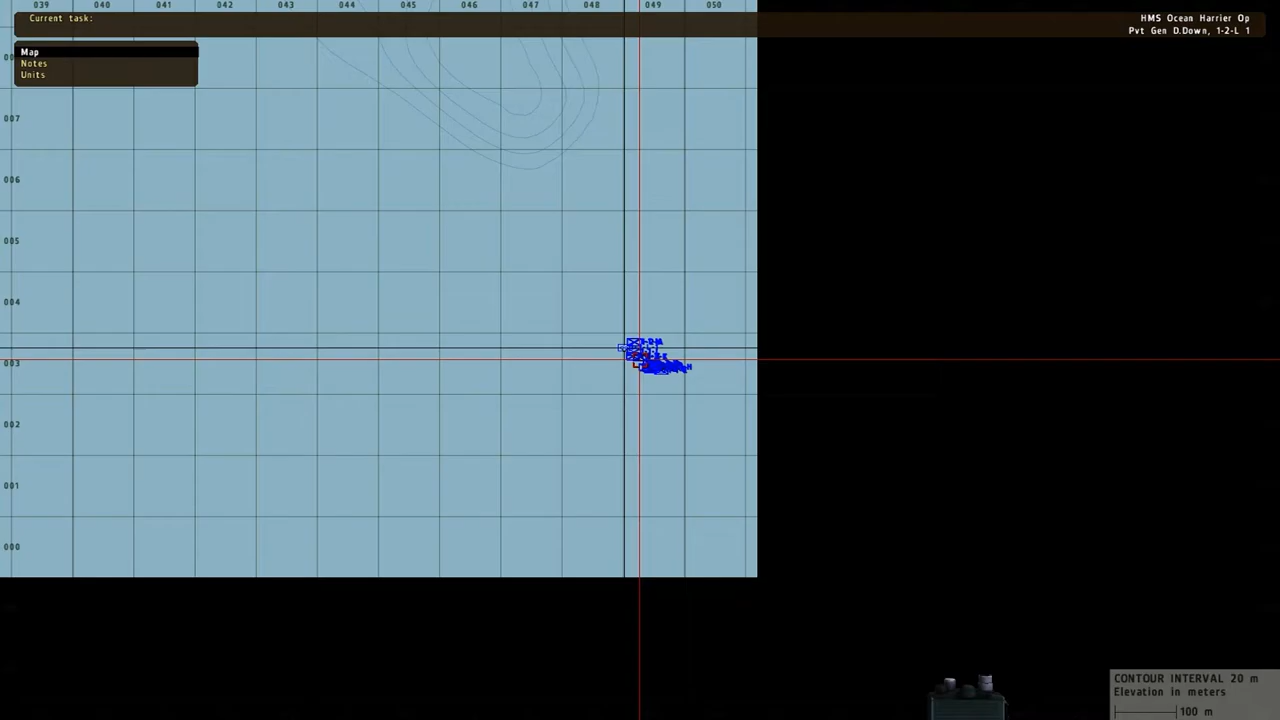 039 040 041 042 043 044 045 046 047 048 049 050
Current task:
HMS Ocean Harrier Op
Pvt Gen D.Down, 1-2-L 1
Map
Notes
Units
007
006
005
004
003
002
001
000
CONTOUR INTERVAL 20 m
Elevation in meters
100 m